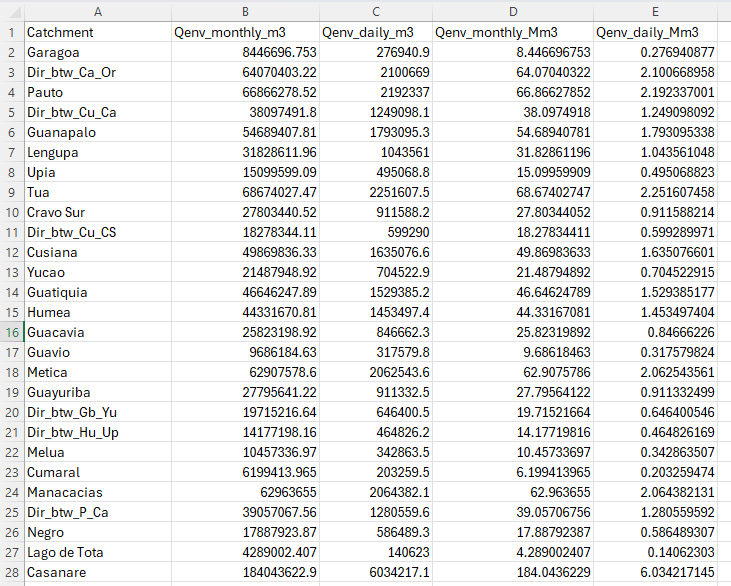 A B C D E
1 Catchment Qenv_monthly_m3 Qenv_daily_m3 Qenv_monthly_Mm3 Qenv_daily_Mm3
2 Garagoa 8446696.753 276940.9 8.446696753 0.276940877
3 Dir_btw_Ca_Or 64070403.22 2100669 64.07040322 2.100668958
4 Pauto 66866278.52 2192337 66.86627852 2.192337001
5 Dir_btw_Cu_Ca 38097491.8 1249098.1 38.0974918 1.249098092
6 Guanapalo 54689407.81 1793095.3 54.68940781 1.793095338
7 Lengupa 31828611.96 1043561 31.82861196 1.043561048
8 Upia 15099599.09 495068.8 15.09959909 0.495068823
9 Tua 68674027.47 2251607.5 68.67402747 2.251607458
10 Cravo Sur 27803440.52 911588.2 27.80344052 0.911588214
11 Dir_btw_Cu_CS 18278344.11 599290 18.27834411 0.599289971
12 Cusiana 49869836.33 1635076.6 49.86983633 1.635076601
13 Yucao 21487948.92 704522.9 21.48794892 0.704522915
14 Guatiquia 46646247.89 1529385.2 46.64624789 1.529385177
15 Humea 44331670.81 1453497.4 44.33167081 1.453497404
16 Guacavia 25823198.92 846662.3 25.82319892 0.84666226
17 Guavio 9686184.63 317579.8 9.68618463 0.317579824
18 Metica 62907578.6 2062543.6 62.9075786 2.062543561
19 Guayuriba 27795641.22 911332.5 27.79564122 0.911332499
20 Dir_btw_Gb_Yu 19715216.64 646400.5 19.71521664 0.646400546
21 Dir_btw_Hu_Up 14177198.16 464826.2 14.17719816 0.464826169
22 Melua 10457336.97 342863.5 10.45733697 0.342863507
23 Cumaral 6199413.965 203259.5 6.199413965 0.203259474
24 Manacacias 62963655 2064382.1 62.963655 2.064382131
25 Dir_btw_P_Ca 39057067.56 1280559.6 39.05706756 1.280559592
26 Negro 17887923.87 586489.3 17.88792387 0.586489307
27 Lago de Tota 4289002.407 140623 4.289002407 0.14062303
28 Casanare 184043622.9 6034217.1 184.0436229 6.034217145